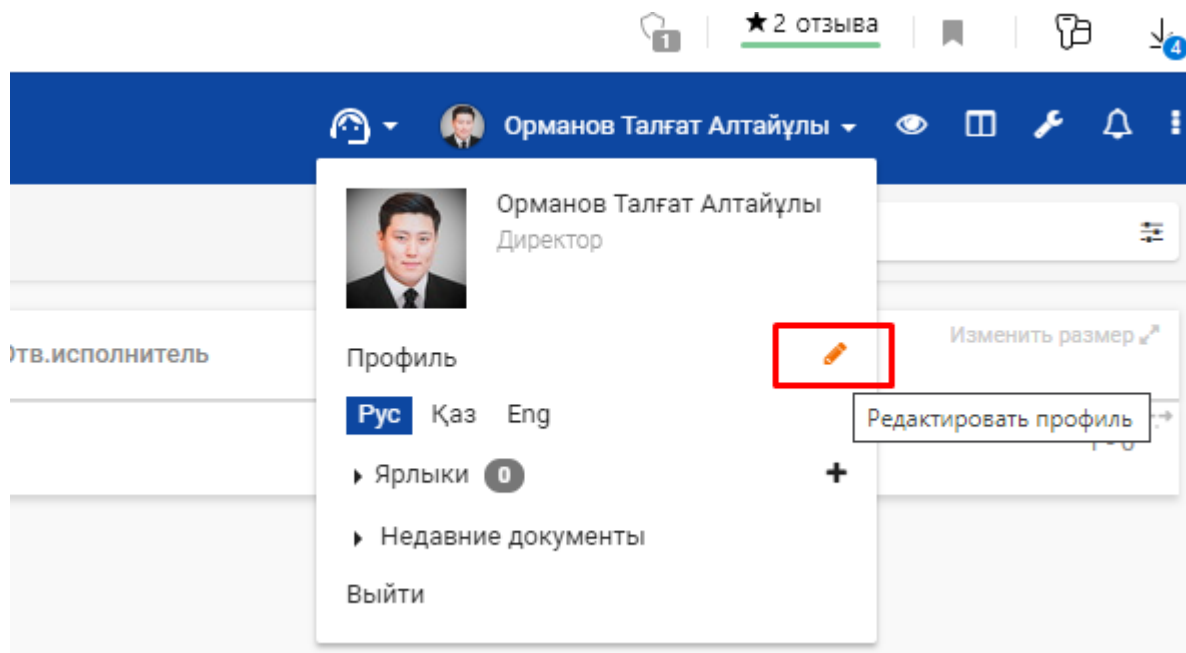 1
★ 2 отзыва
4
Орманов Талғат Алтайұлы
Орманов Талғат Алтайұлы
Директор
Изменить размер
Отв.исполнитель
Профиль
Рус Қаз Eng
Редактировать профиль
Ярлыки 0 +
Недавние документы
Выйти